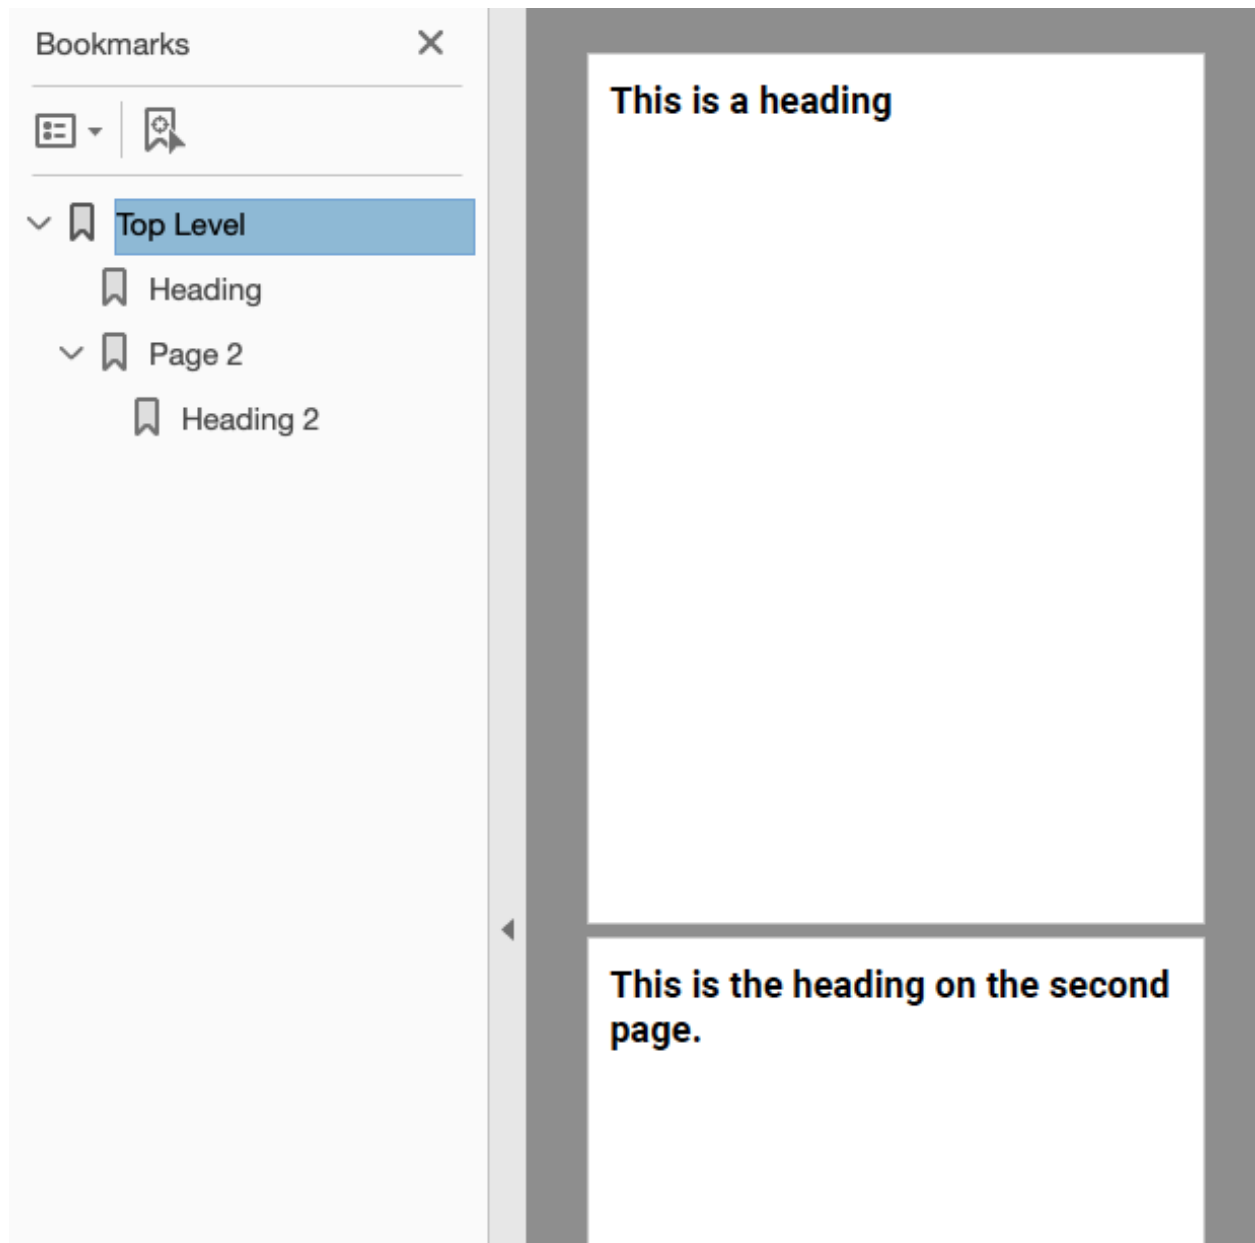 Bookmarks
Top Level
Heading
Page 2
Heading 2
This is a heading
This is the heading on the second
page.